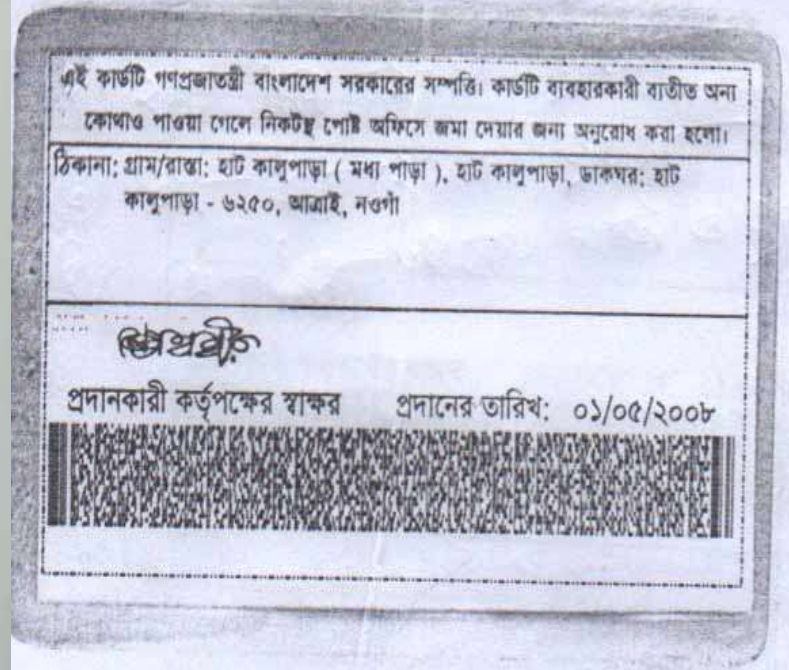 এই কার্ডটি গণপ্রজাতন্ত্রী বাংলাদেশ সরকারের সম্পত্তি। কার্ডটি ব্যবহারকারী ব্যতীত অন্য
কোথাও পাওয়া গেলে নিকটস্থ পোষ্ট অফিসে জমা দেয়ার জন্য অনুরোধ করা হলো।
ঠিকানা: গ্রাম/রাস্তা: হাট কালুপাড়া ( মধ্য পাড়া ), হাট কালুপাড়া, ডাকঘর: হাট
কালুপাড়া - ৬২৫০, আত্রাই, নওগাঁ
প্রদানকারী কর্তৃপক্ষের স্বাক্ষর প্রদানের তারিখ: ০১/০৫/২০০৮